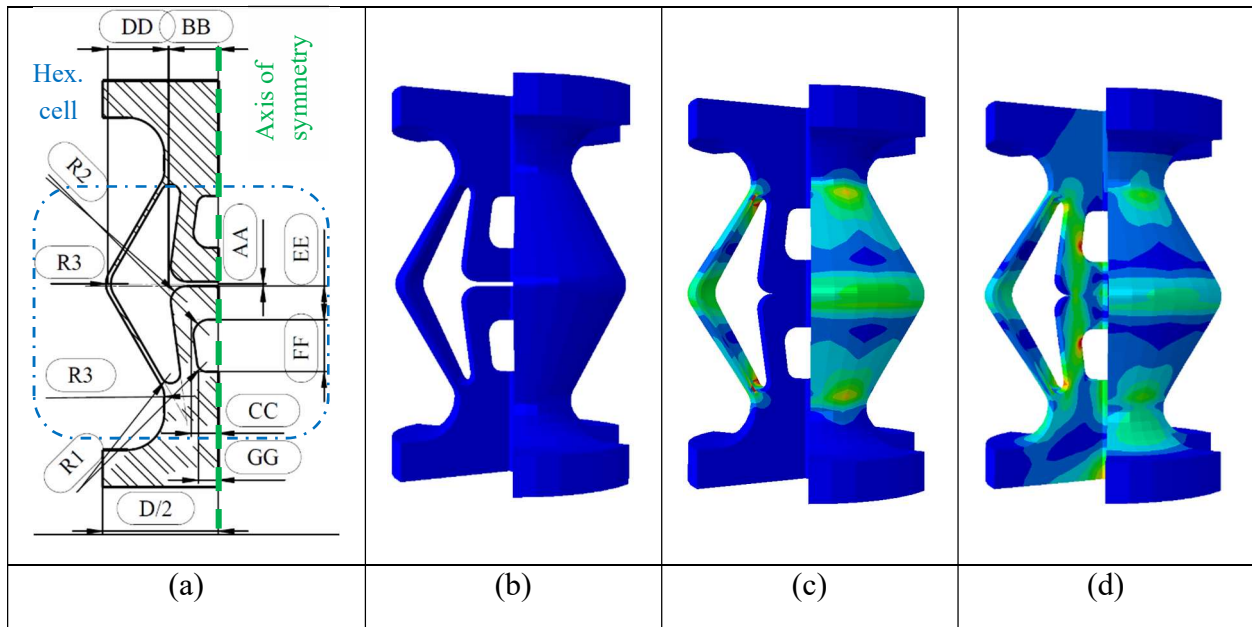 DD BB
Hex.
cell
Axis of
symmetry
R2
AA
EE
R3
FF
R3
CC
R1
GG
D/2
(a) (b) (c) (d)